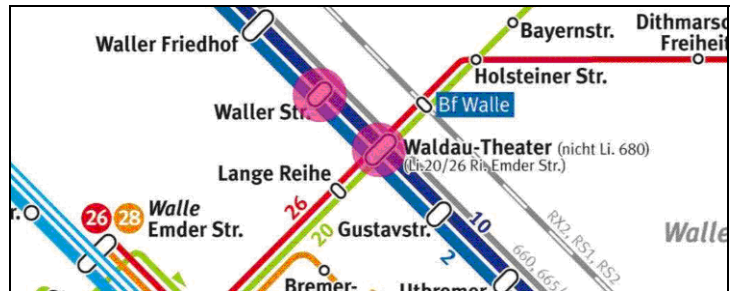 Waller Friedhof
Bayernstr.
Dithmarsc
Freiheit
Holsteiner Str.
Waller Str.
Bf Walle
Waldau-Theater (nicht Li. 680)
(Li.20/26 Ri. Emder Str.)
Lange Reihe
26
20
26 28 Walle
Emder Str.
Gustavstr.
10
2
RX2, RS1, RS2
660, 665/
Walle
Bremer-
Uthremer